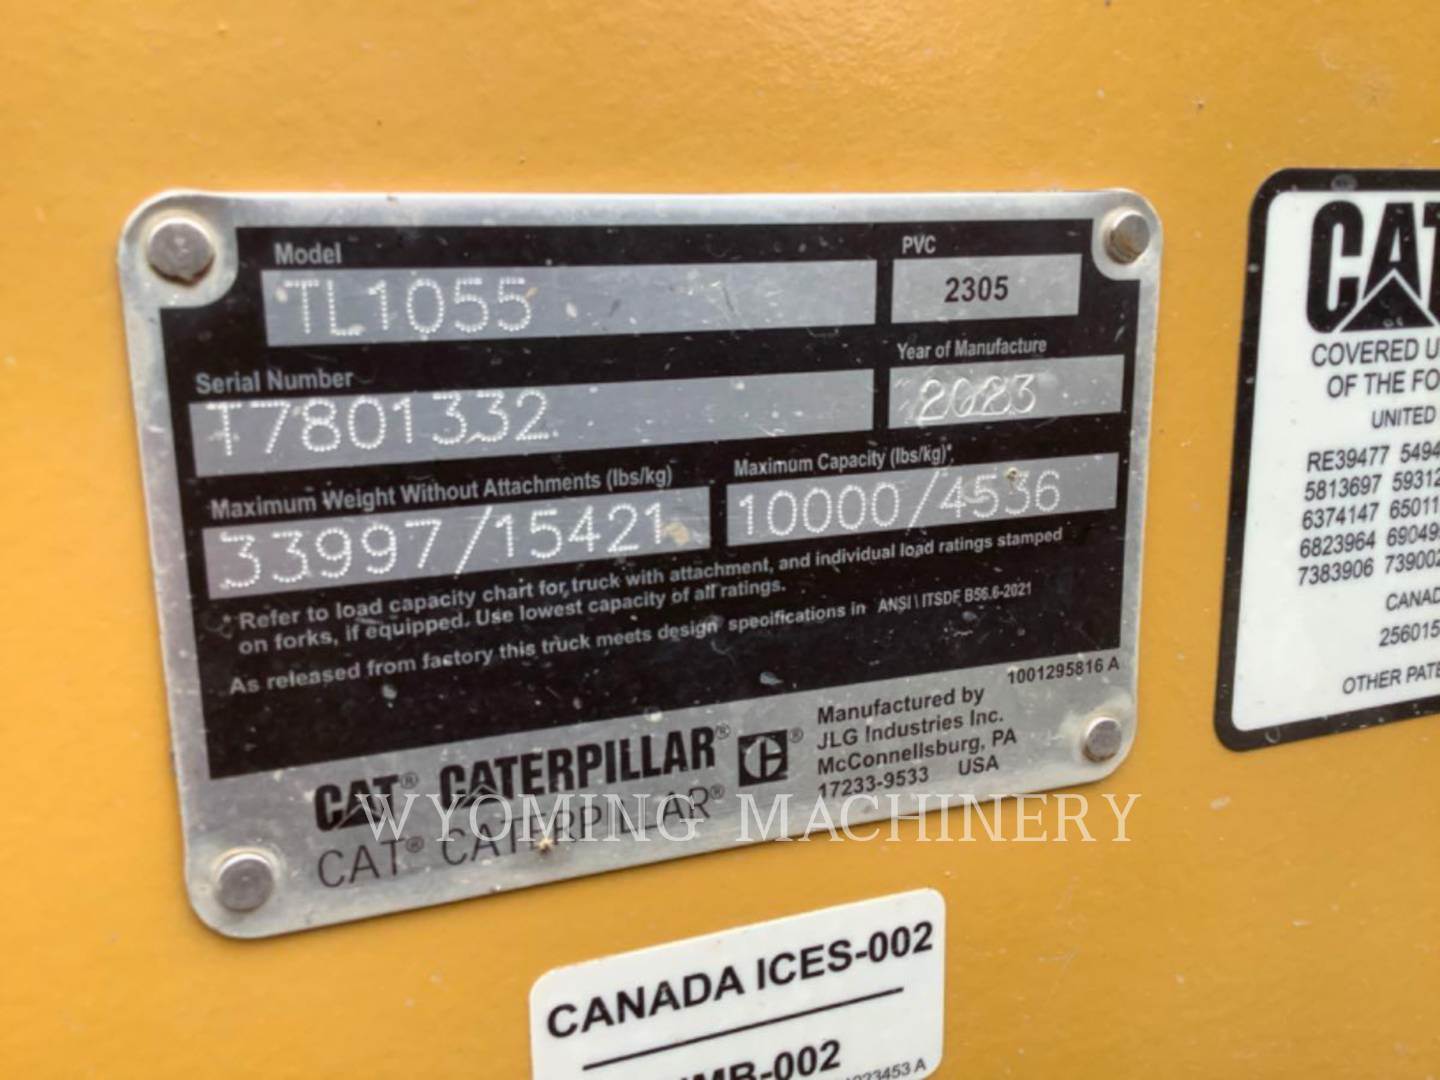 Model
TL1055
PVC
2305
Serial Number
T7801332
Year of Manufacture
2023
Maximum Weight Without Attachments (lbs/kg)
33997/15421
Maximum Capacity (lbs/kg)*
10000/4536
* Refer to load capacity chart for truck with attachment, and individual load ratings stamped
on forks, if equipped. Use lowest capacity of all ratings.
As released from factory this truck meets design specifications in ANSI \ ITSDF B56.6-2021
1001295816 A
CAT® CATERPILLAR® ®
CAT® CATERPILLAR®
Manufactured by
JLG Industries Inc.
McConnellsburg, PA
17233-9533 USA
WYOMING MACHINERY
CAT
COVERED
OF THE
UNITED
RE39477
5813697
6374147
6823964
7383906
OTHER
CANADA ICES-002